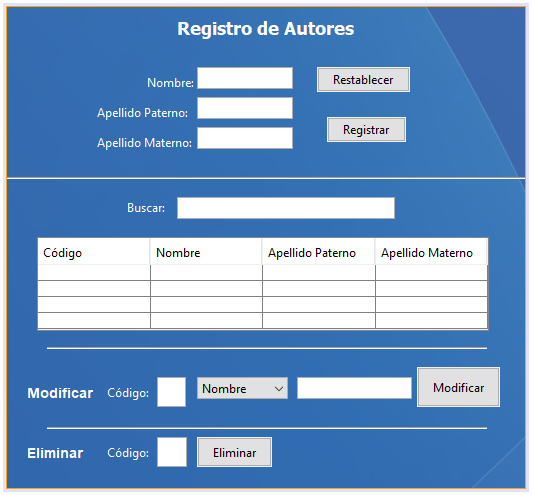 Registro de Autores
Nombre: Restablecer
Apellido Paterno:
Apellido Materno: Registrar
Buscar:
Código Nombre Apellido Paterno Apellido Materno
Modificar Código: Nombre Modificar
Eliminar Código: Eliminar